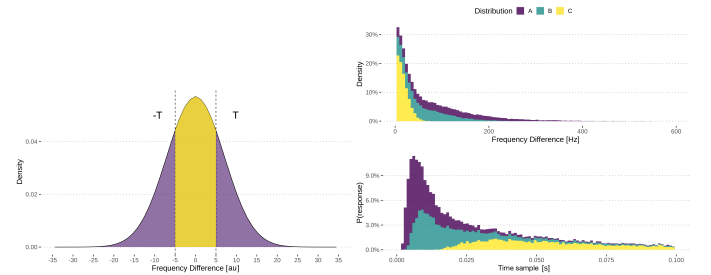 Distribution A B C
30%
20%
10%
0%
Density
0 200 400 600
Frequency Difference [Hz]
-T T
0.04
0.02
0.00
Density
-35 -30 -25 -20 -15 -10 -5 0 5 10 15 20 25 30 35
Frequency Difference [au]
9.0%
6.0%
3.0%
0.0%
P(response)
0.000 0.025 0.050 0.075 0.100
Time sample [s]